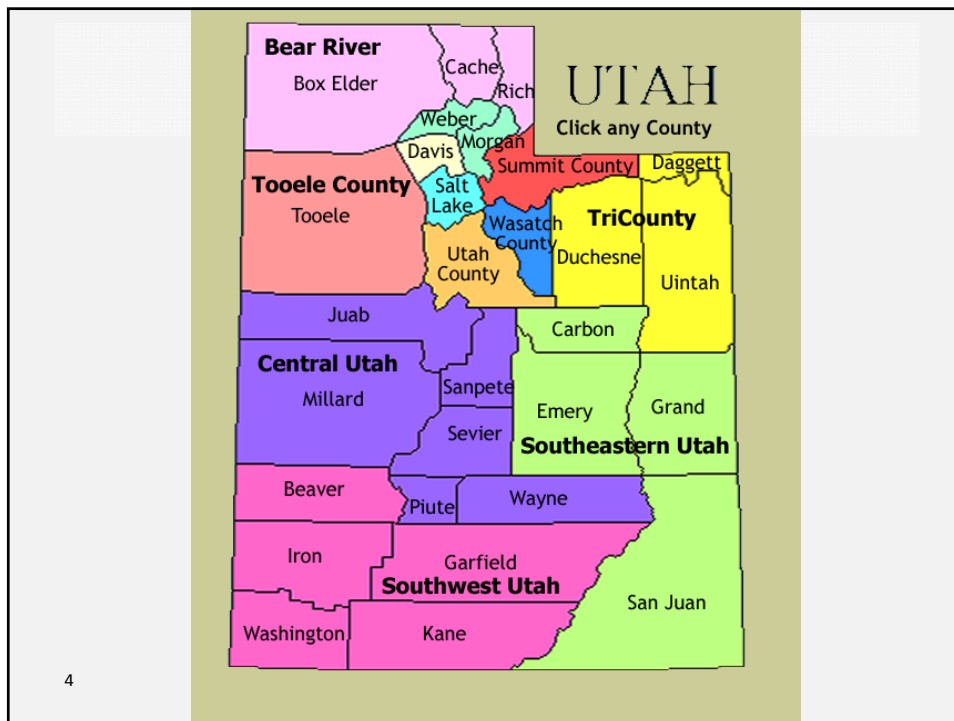 Bear River
Box Elder
Cache
Rich
UTAH
Click any County
Weber
Morgan
Davis
Summit County
Daggett
Tooele County
Tooele
Salt
Lake
Wasatch
County
TriCounty
Duchesne
Uintah
Utah
County
Juab
Carbon
Central Utah
Millard
Sanpete
Emery
Grand
Sevier
Southeastern Utah
Beaver
Piute
Wayne
Iron
Garfield
Southwest Utah
San Juan
Washington
Kane
4